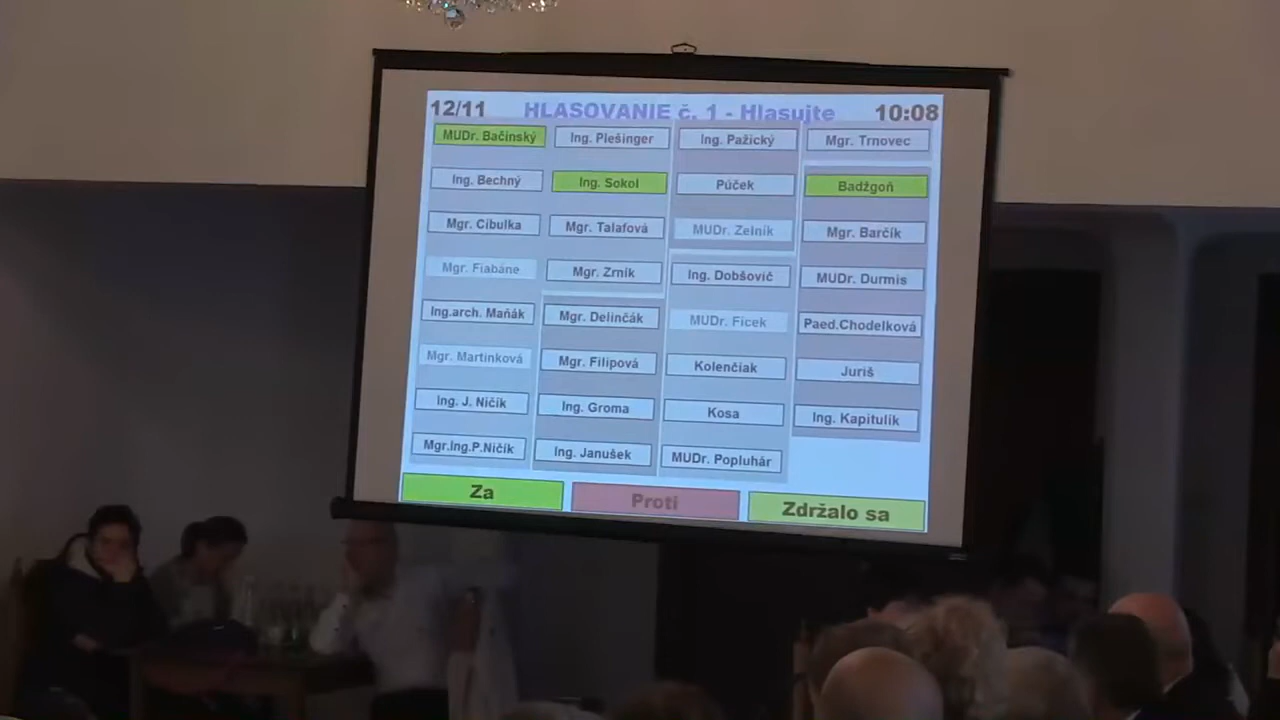 12/11 HLASOVANIE č. 1 - Hlasujte 10:08
MUDr. Bačinský Ing. Plešinger Ing. Pažický Mgr. Trnovec
Ing. Bechný Ing. Sokol Púček Badžgoň
Mgr. Cibulka Mgr. Talafová MUDr. Zelník Mgr. Barčík
Mgr. Fiabáne Mgr. Zrník Ing. Dobšovič MUDr. Durmis
Ing.arch. Maňák Mgr. Delinčák MUDr. Ficek Paed.Chodelková
Mgr. Martinková Mgr. Filipová Kolenčiak Juriš
Ing. J. Ničík Ing. Groma Kosa Ing. Kapitulík
Mgr.Ing.P.Ničík Ing. Janušek MUDr. Popluhár
Za Proti Zdržalo sa